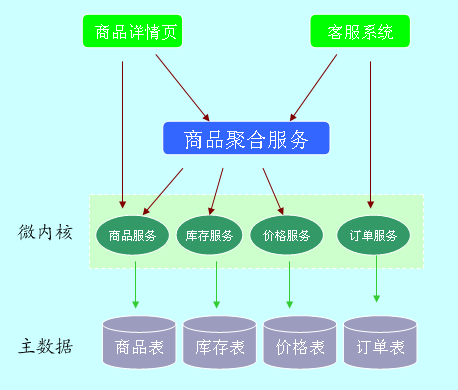 商品详情页
客服系统
商品聚合服务
微内核
商品服务
库存服务
价格服务
订单服务
主数据
商品表
库存表
价格表
订单表